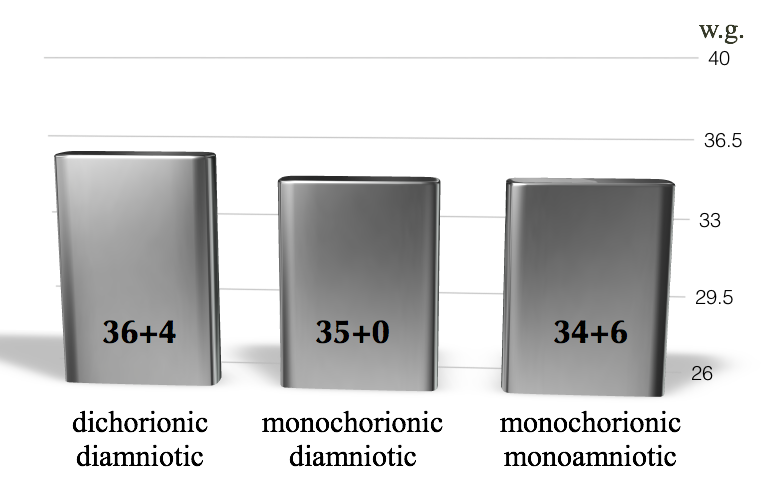 w.g.
40
36.5
33
29.5
26
36+4
35+0
34+6
dichorionic
diamniotic
monochorionic
diamniotic
monochorionic
monoamniotic